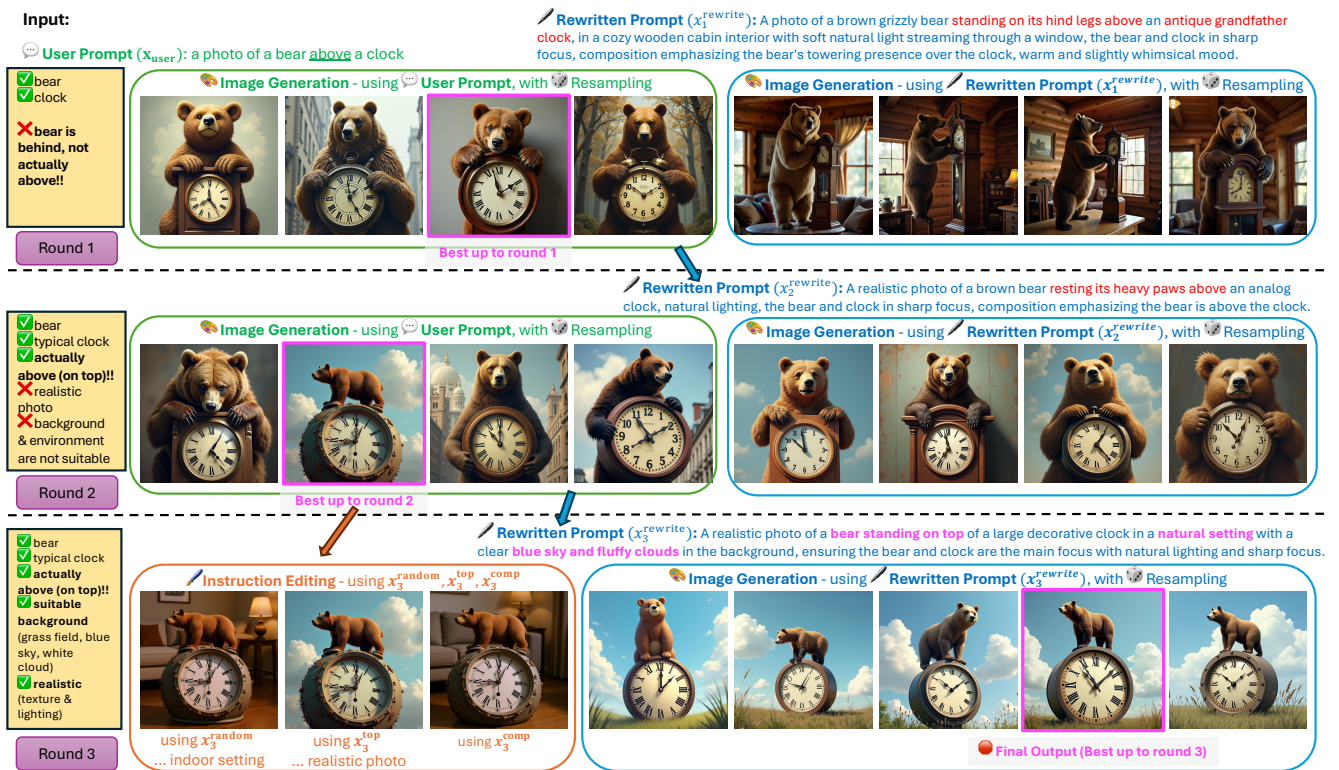 Input:
User Prompt (x_user): a photo of a bear above a clock
Rewritten Prompt (x_1^rewrite): A photo of a brown grizzly bear standing on its hind legs above an antique grandfather
clock, in a cozy wooden cabin interior with soft natural light streaming through a window, the bear and clock in sharp
focus, composition emphasizing the bear's towering presence over the clock, warm and slightly whimsical mood.
bear
clock
bear is
behind, not
actually
above!!
Round 1
Image Generation - using User Prompt, with Resampling
Best up to round 1
Image Generation - using Rewritten Prompt (x_1^rewrite), with Resampling
Rewritten Prompt (x_2^rewrite): A realistic photo of a brown bear resting its heavy paws above an analog
clock, natural lighting, the bear and clock in sharp focus, composition emphasizing the bear is above the clock.
bear
typical clock
actually
above (on top)!!
realistic
photo
background
& environment
are not suitable
Round 2
Image Generation - using User Prompt, with Resampling
Best up to round 2
Image Generation - using Rewritten Prompt (x_2^rewrite), with Resampling
Rewritten Prompt (x_3^rewrite): A realistic photo of a bear standing on top of a large decorative clock in a natural setting with a
clear blue sky and fluffy clouds in the background, ensuring the bear and clock are the main focus with natural lighting and sharp focus.
bear
typical clock
actually
above (on top)!!
suitable
background
(grass field, blue
sky, white
cloud)
realistic
(texture &
lighting)
Round 3
Instruction Editing - using x_3^random, x_3^top, x_3^comp
using x_3^random
... indoor setting
using x_3^top
... realistic photo
using x_3^comp
Image Generation - using Rewritten Prompt (x_3^rewrite), with Resampling
Final Output (Best up to round 3)